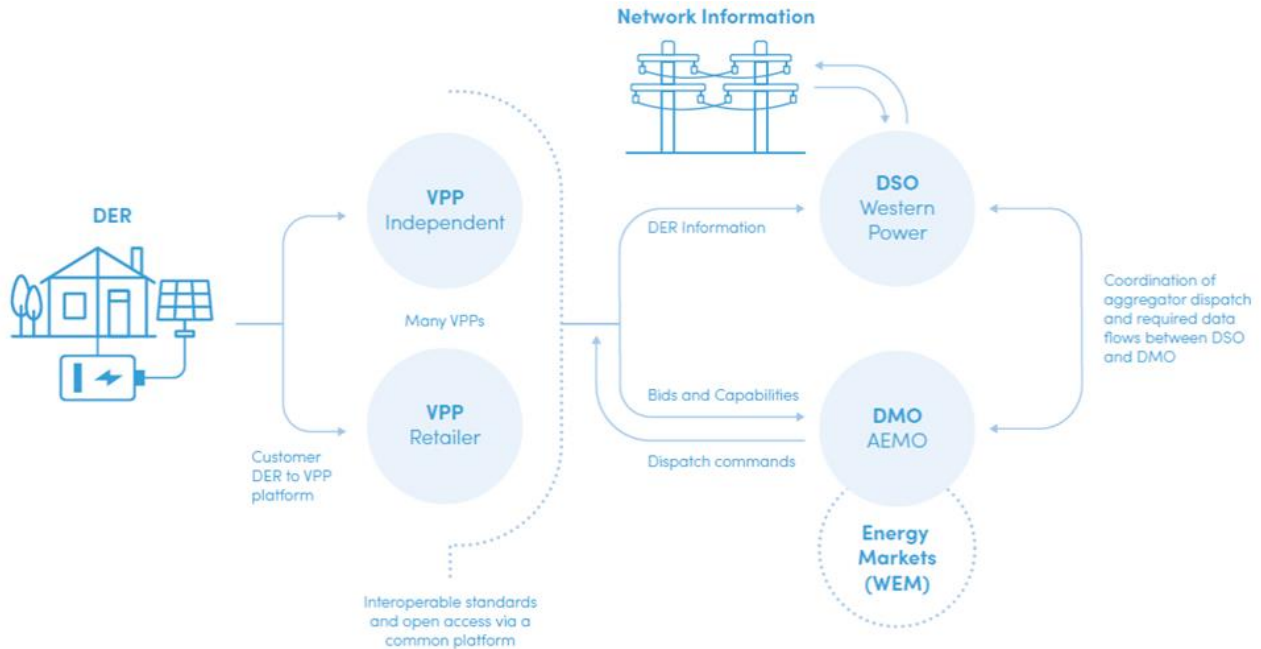 Network Information
DER
VPP
Independent
Many VPPs
VPP
Retailer
Customer
DER to VPP
platform
Interoperable standards
and open access via a
common platform
DER Information
Bids and Capabilities
Dispatch commands
DSO
Western
Power
DMO
AEMO
Energy
Markets
(WEM)
Coordination of
aggregator dispatch
and required data
flows between DSO
and DMO